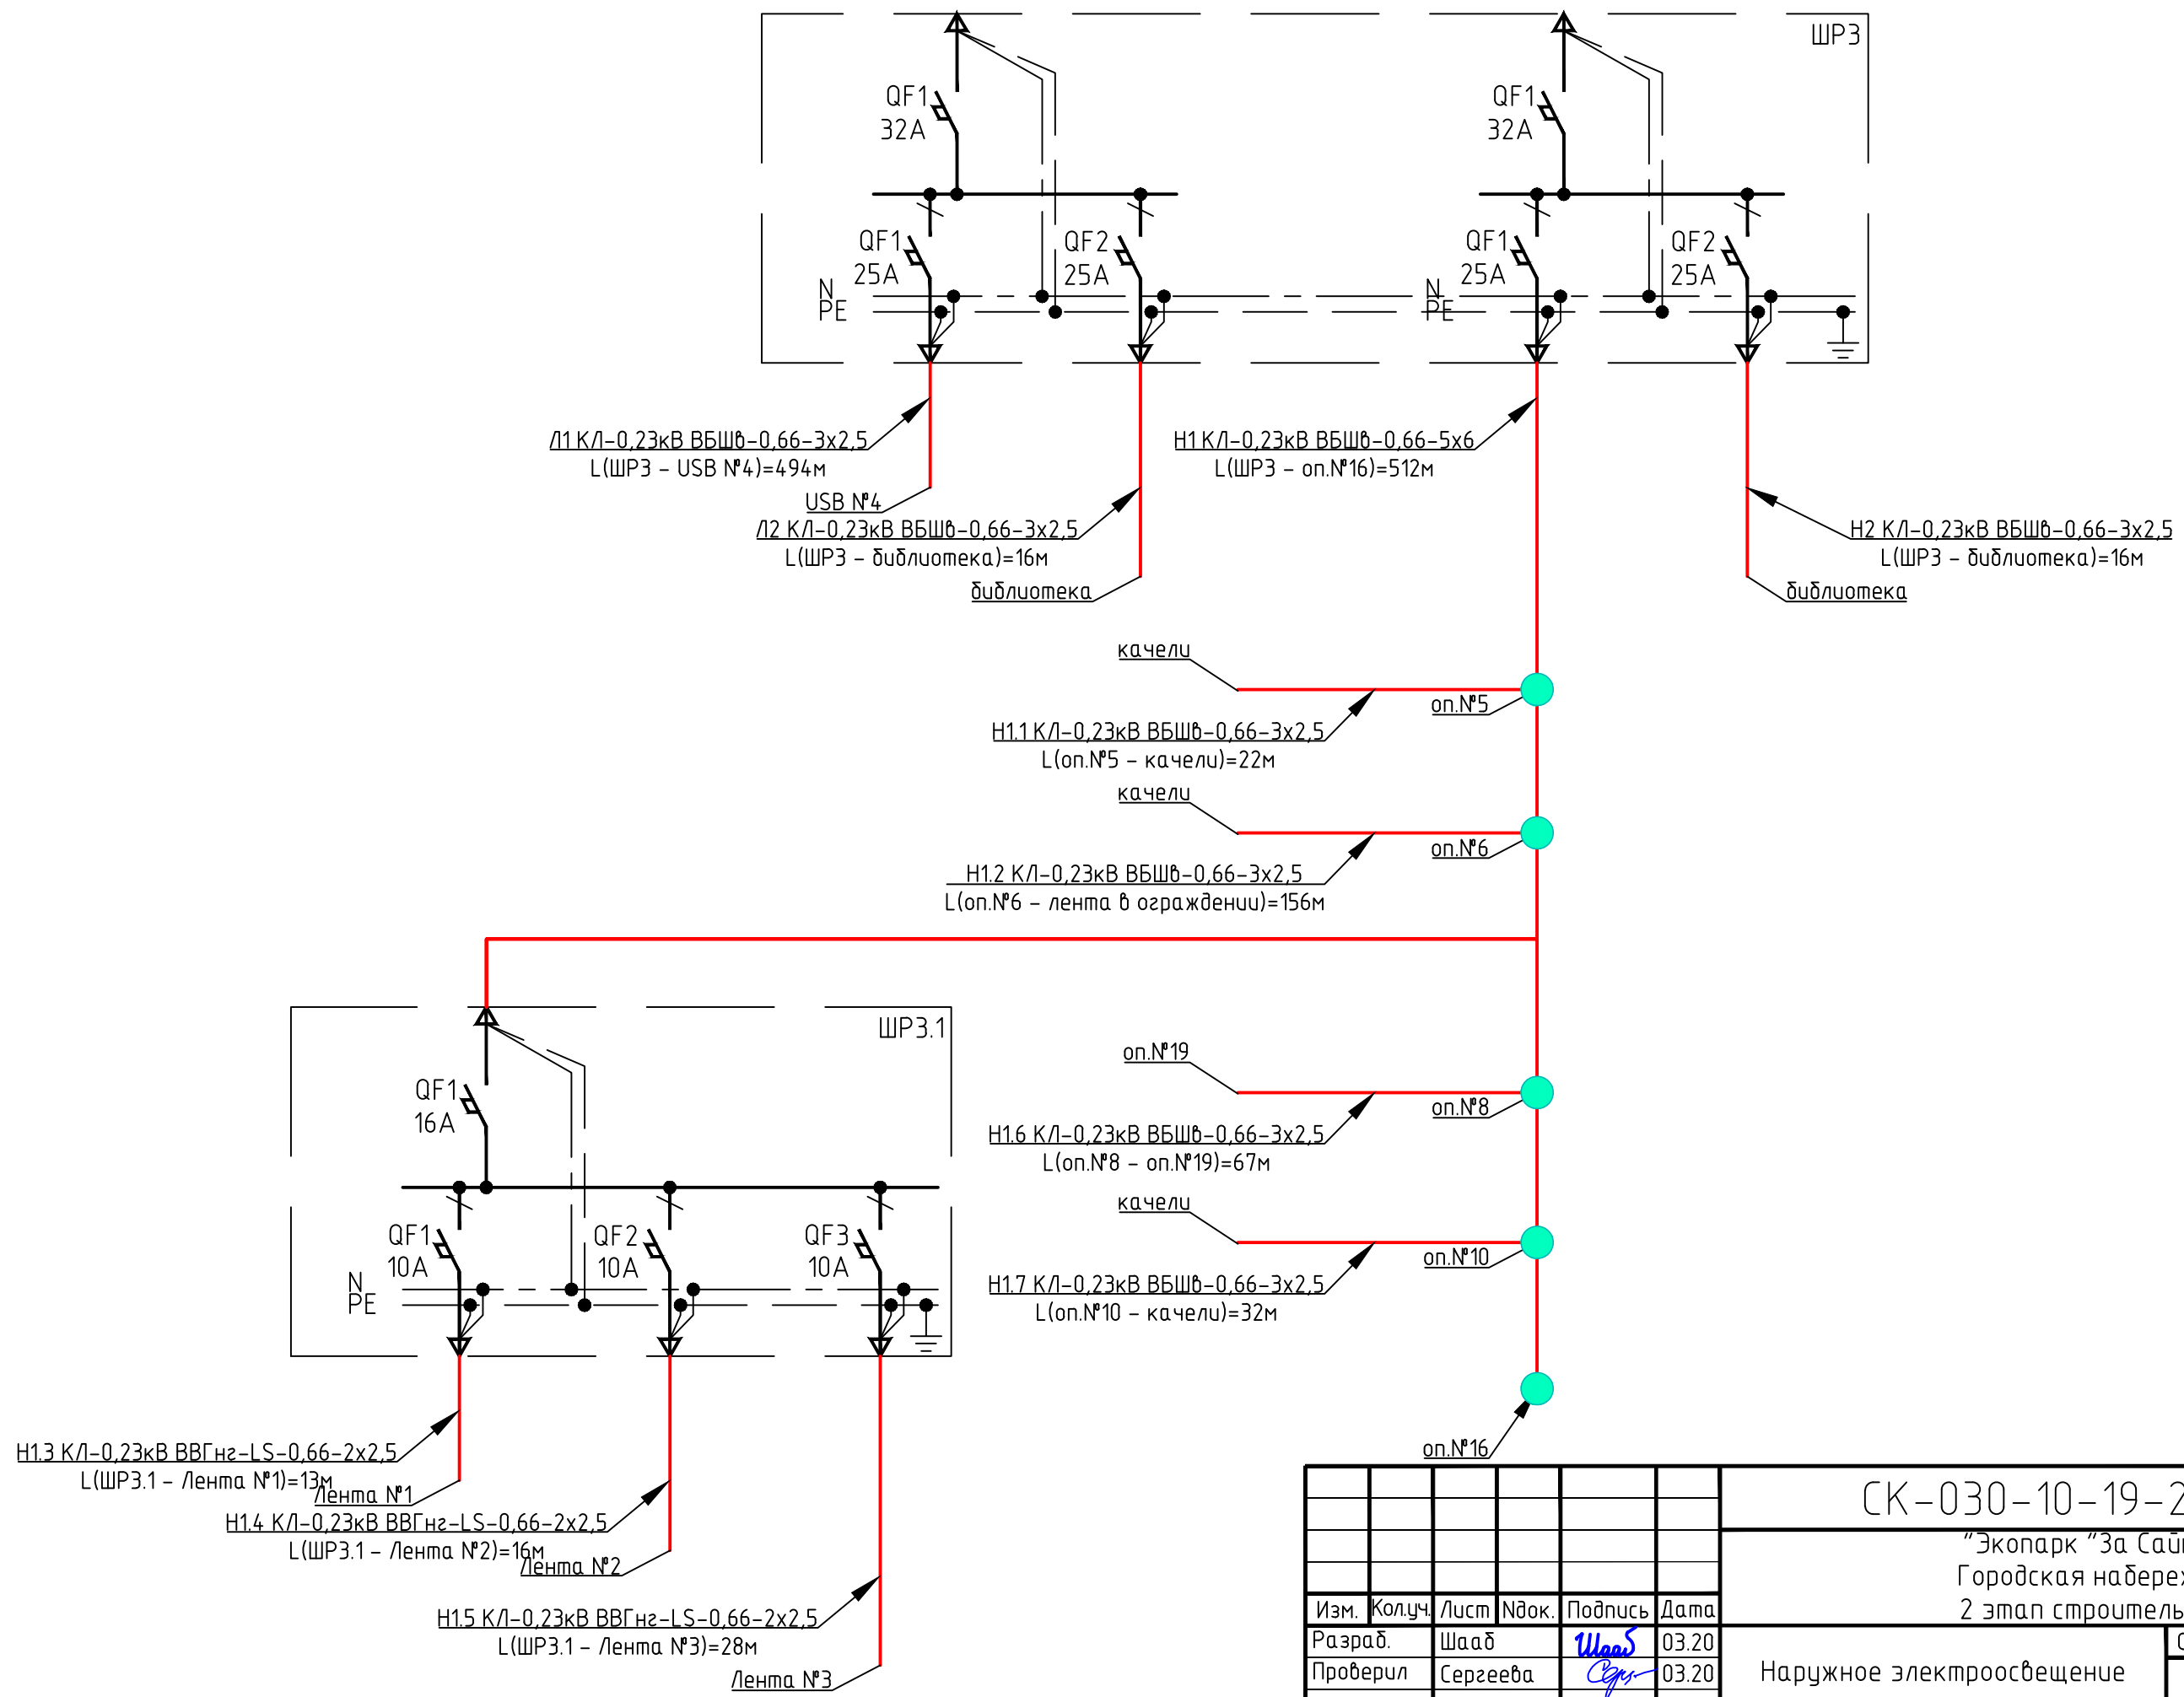 ШР3
QF1
32А
QF1
32А
QF1
25А
QF2
25А
QF1
25А
QF2
25А
N
PE
N
PE
Л1 КЛ-0,23кВ ВБШв-0,66-3х2,5
L(ШР3 - USB №4)=494м
USB №4
Л2 КЛ-0,23кВ ВБШв-0,66-3х2,5
L(ШР3 - библиотека)=16м
библиотека
Н1 КЛ-0,23кВ ВБШв-0,66-5х6
L(ШР3 - оп.№16)=512м
Н2 КЛ-0,23кВ ВБШв-0,66-3х2,5
L(ШР3 - библиотека)=16м
библиотека
качели
оп.№5
Н1.1 КЛ-0,23кВ ВБШв-0,66-3х2,5
L(оп.№5 - качели)=22м
качели
оп.№6
Н1.2 КЛ-0,23кВ ВБШв-0,66-3х2,5
L(оп.№6 - лента в ограждении)=156м
ШР3.1
QF1
16А
QF1
10А
QF2
10А
QF3
10А
N
PE
оп.№19
оп.№8
Н1.6 КЛ-0,23кВ ВБШв-0,66-3х2,5
L(оп.№8 - оп.№19)=67м
качели
оп.№10
Н1.7 КЛ-0,23кВ ВБШв-0,66-3х2,5
L(оп.№10 - качели)=32м
оп.№16
Н1.3 КЛ-0,23кВ ВВГнг-LS-0,66-2х2,5
L(ШР3.1 - Лента №1)=13м
Лента №1
Н1.4 КЛ-0,23кВ ВВГнг-LS-0,66-2х2,5
L(ШР3.1 - Лента №2)=16м
Лента №2
Н1.5 КЛ-0,23кВ ВВГнг-LS-0,66-2х2,5
L(ШР3.1 - Лента №3)=28м
Лента №3
СК-030-10-19-2
"Экопарк "За Сай
Городская набереж
2 этап строитель
Изм. Кол.уч. Лист Nдок. Подпись Дата
Разраб. Шааб Шааб 03.20
Проверил Сергеева 03.20
Наружное электроосвещение